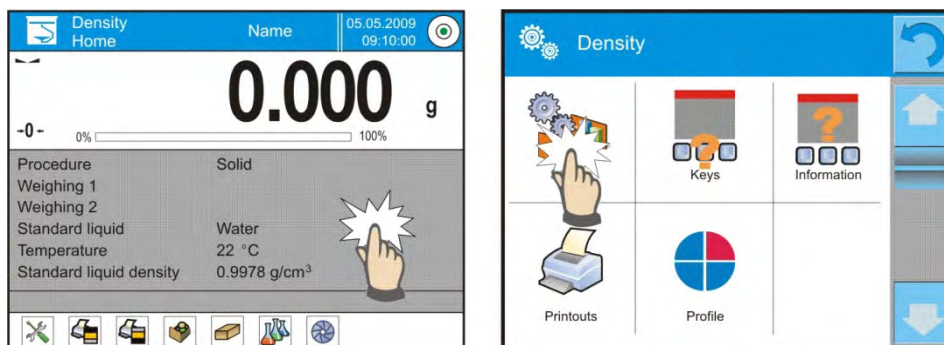 Density
Home
Name
05.05.2009
09:10:00
0.000 g
→0←
0% 100%
Procedure Solid
Weighing 1
Weighing 2
Standard liquid Water
Temperature 22 °C
Standard liquid density 0.9978 g/cm³
Density
? Keys
? Information
Printouts
Profile